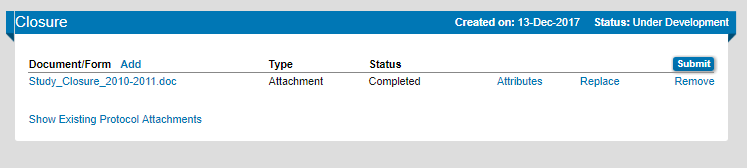 Closure Created on: 13-Dec-2017 Status: Under Development
Document/Form Add Type Status Submit
Study_Closure_2010-2011.doc Attachment Completed Attributes Replace Remove
Show Existing Protocol Attachments